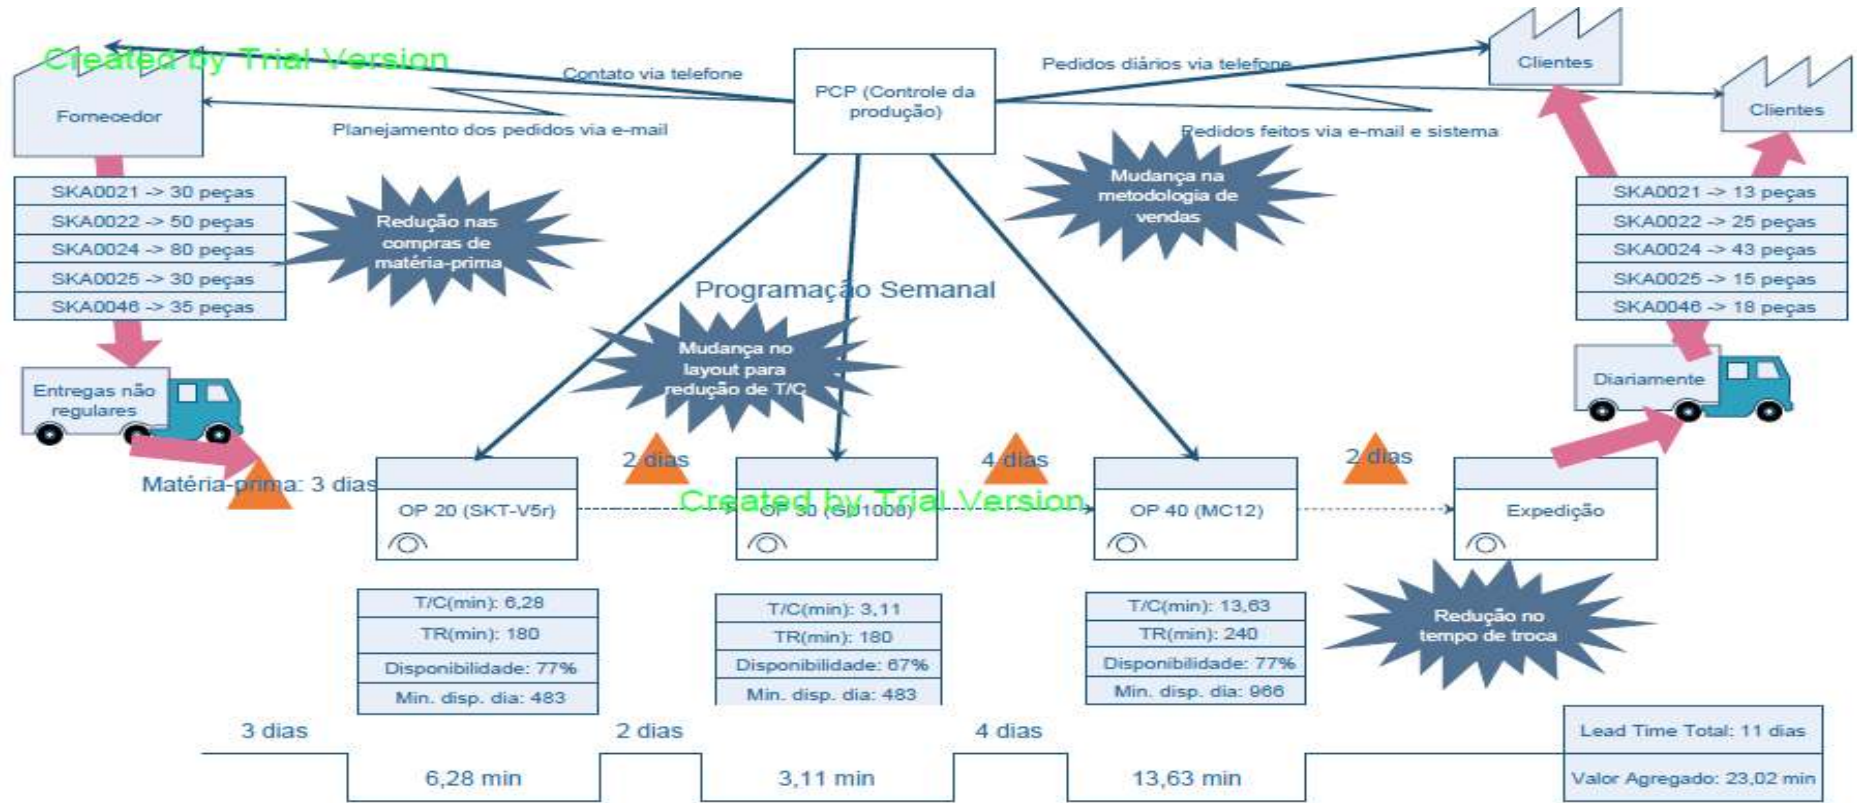 Created by Trial Version
Fornecedor
Contato via telefone
Planejamento dos pedidos via e-mail
PCP (Controle da
produção)
Pedidos diários via telefone
Pedidos feitos via e-mail e sistema
Clientes
Clientes
SKA0021 -> 30 peças
SKA0022 -> 50 peças
SKA0024 -> 80 peças
SKA0025 -> 30 peças
SKA0046 -> 35 peças
Redução nas
compras de
matéria-prima
Mudança na
metodologia de
vendas
SKA0021 -> 13 peças
SKA0022 -> 25 peças
SKA0024 -> 43 peças
SKA0025 -> 15 peças
SKA0046 -> 18 peças
Programação Semanal
Mudança no
layout para
redução de T/C
Entregas não
regulares
Diariamente
Matéria-prima: 3 dias
2 dias
4 dias
2 dias
Created by Trial Version
OP 20 (SKT-V5r)
OP 30
OP 40 (MC12)
Expedição
T/C(min): 6,28
TR(min): 180
Disponibilidade: 77%
Min. disp. dia: 483
T/C(min): 3,11
TR(min): 180
Disponibilidade: 67%
Min. disp. dia: 483
T/C(min): 13,63
TR(min): 240
Disponibilidade: 77%
Min. disp. dia: 966
Redução no
tempo de troca
3 dias
2 dias
4 dias
6,28 min
3,11 min
13,63 min
Lead Time Total: 11 dias
Valor Agregado: 23,02 min